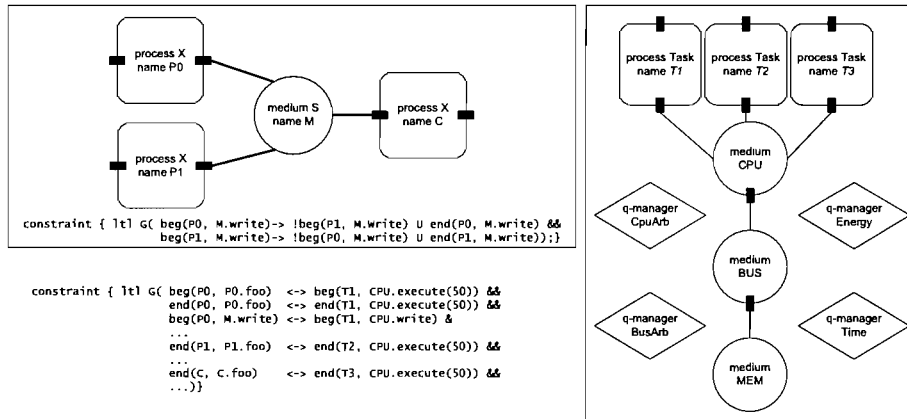 process X
name P0
medium S
name M
process X
name C
process X
name P1
constraint { ltl G( beg(P0, M.write)-> !beg(P1, M.write) U end(P0, M.write) &&
beg(P1, M.write)-> !beg(P0, M.write) U end(P1, M.write));}
constraint { ltl G( beg(P0, P0.foo) <-> beg(T1, CPU.execute(50)) &&
end(P0, P0.foo) <-> end(T1, CPU.execute(50)) &&
beg(P0, M.write) <-> beg(T1, CPU.write) &
...
end(P1, P1.foo) <-> end(T2, CPU.execute(50)) &&
...
end(C, C.foo) <-> end(T3, CPU.execute(50)) &&
...)}
process Task
name T1
process Task
name T2
process Task
name T3
medium
CPU
q-manager
CpuArb
q-manager
Energy
medium
BUS
q-manager
BusArb
q-manager
Time
medium
MEM